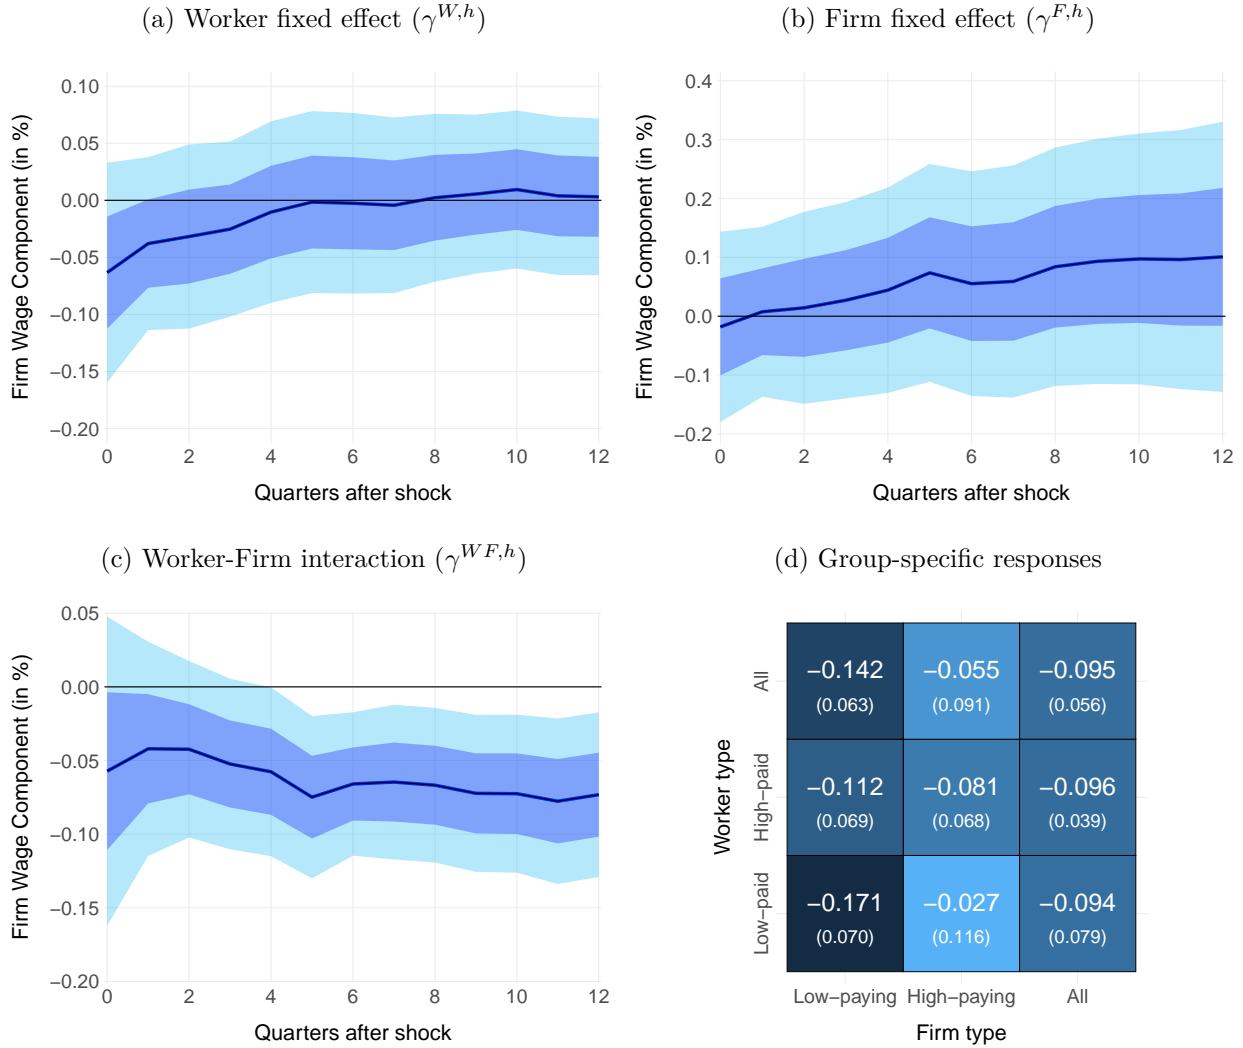 (a) Worker fixed effect (γ^{W,h})
Firm Wage Component (in %)
0.10
0.05
0.00
−0.05
−0.10
−0.15
−0.20
0 2 4 6 8 10 12
Quarters after shock
(b) Firm fixed effect (γ^{F,h})
Firm Wage Component (in %)
0.4
0.3
0.2
0.1
0.0
−0.1
−0.2
0 2 4 6 8 10 12
Quarters after shock
(c) Worker-Firm interaction (γ^{WF,h})
Firm Wage Component (in %)
0.05
0.00
−0.05
−0.10
−0.15
−0.20
0 2 4 6 8 10 12
Quarters after shock
(d) Group-specific responses
Worker type
All
−0.142 −0.055 −0.095
(0.063) (0.091) (0.056)
High−paid
−0.112 −0.081 −0.096
(0.069) (0.068) (0.039)
Low−paid
−0.171 −0.027 −0.094
(0.070) (0.116) (0.079)
Low−paying High−paying All
Firm type